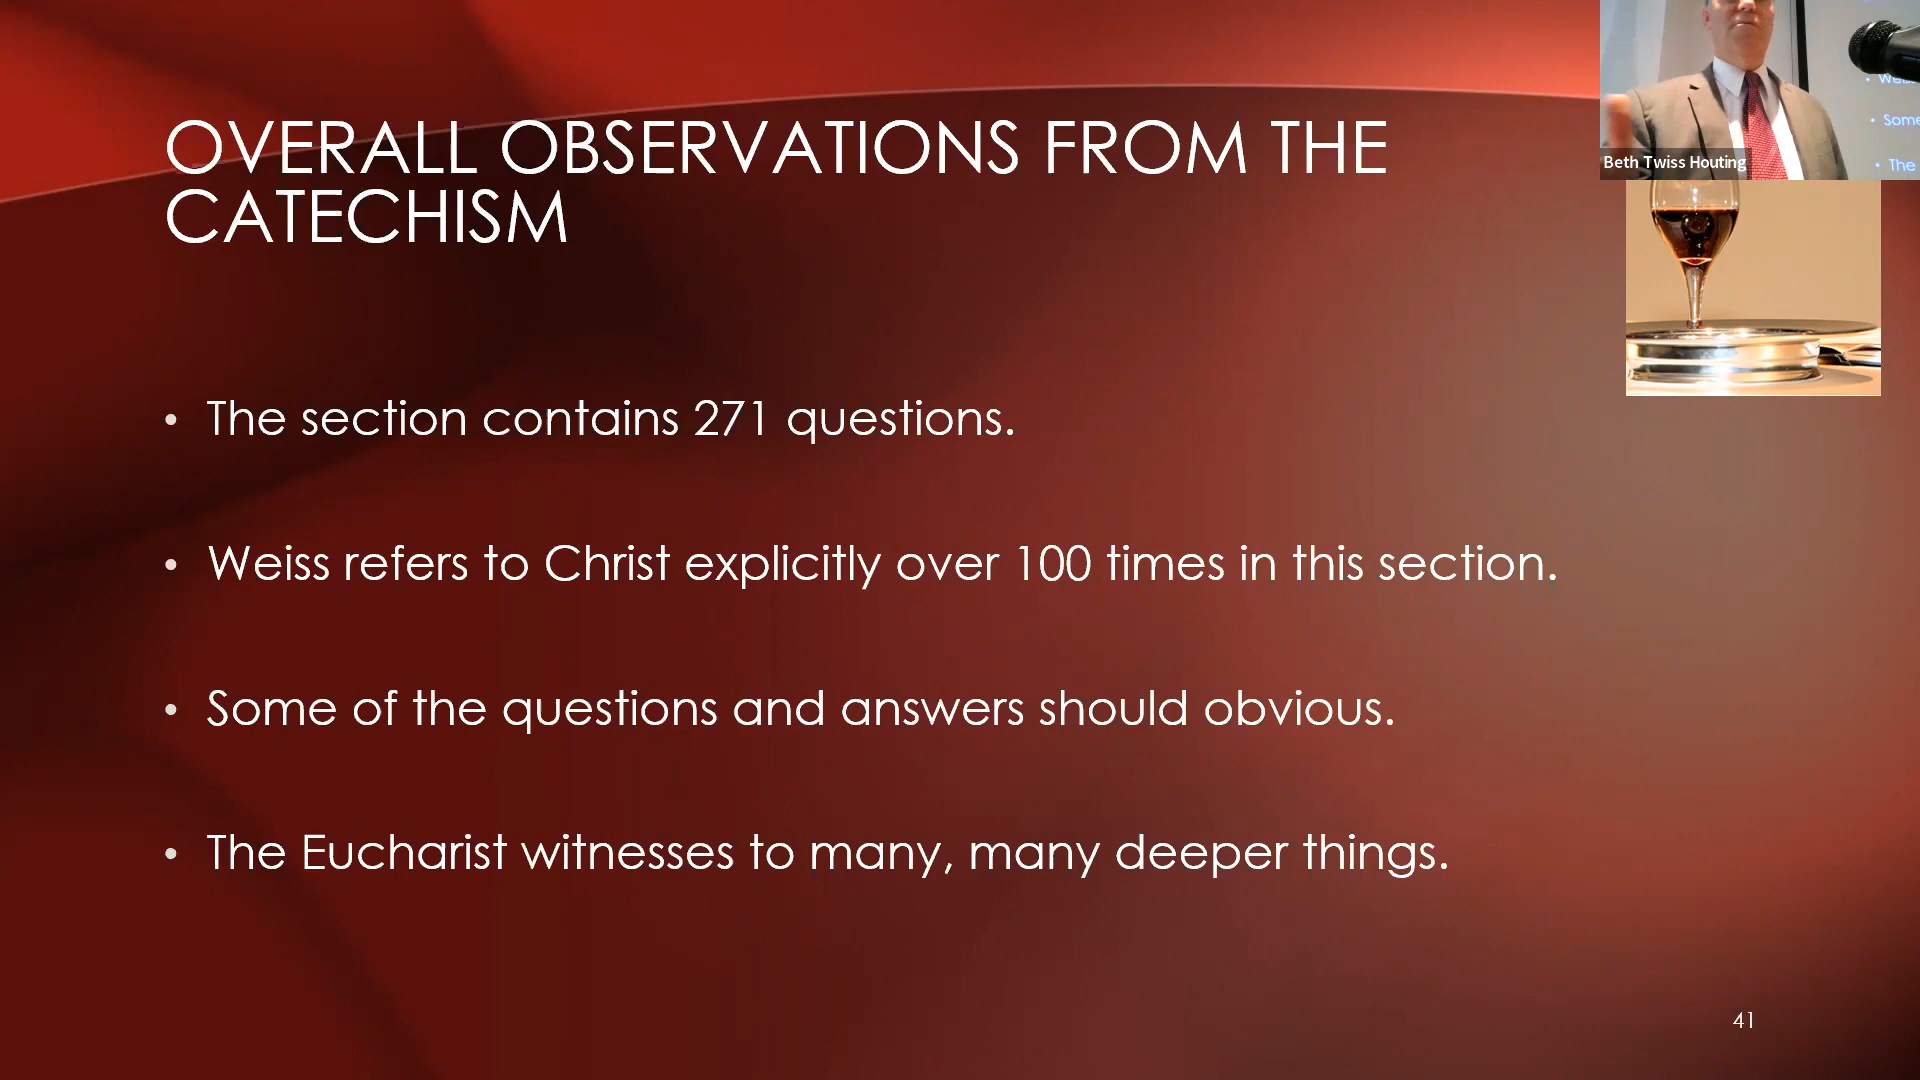 OVERALL OBSERVATIONS FROM THE
CATECHISM
• The section contains 271 questions.
• Weiss refers to Christ explicitly over 100 times in this section.
• Some of the questions and answers should obvious.
• The Eucharist witnesses to many, many deeper things.
41
Beth Twiss Houting
• Some
• The